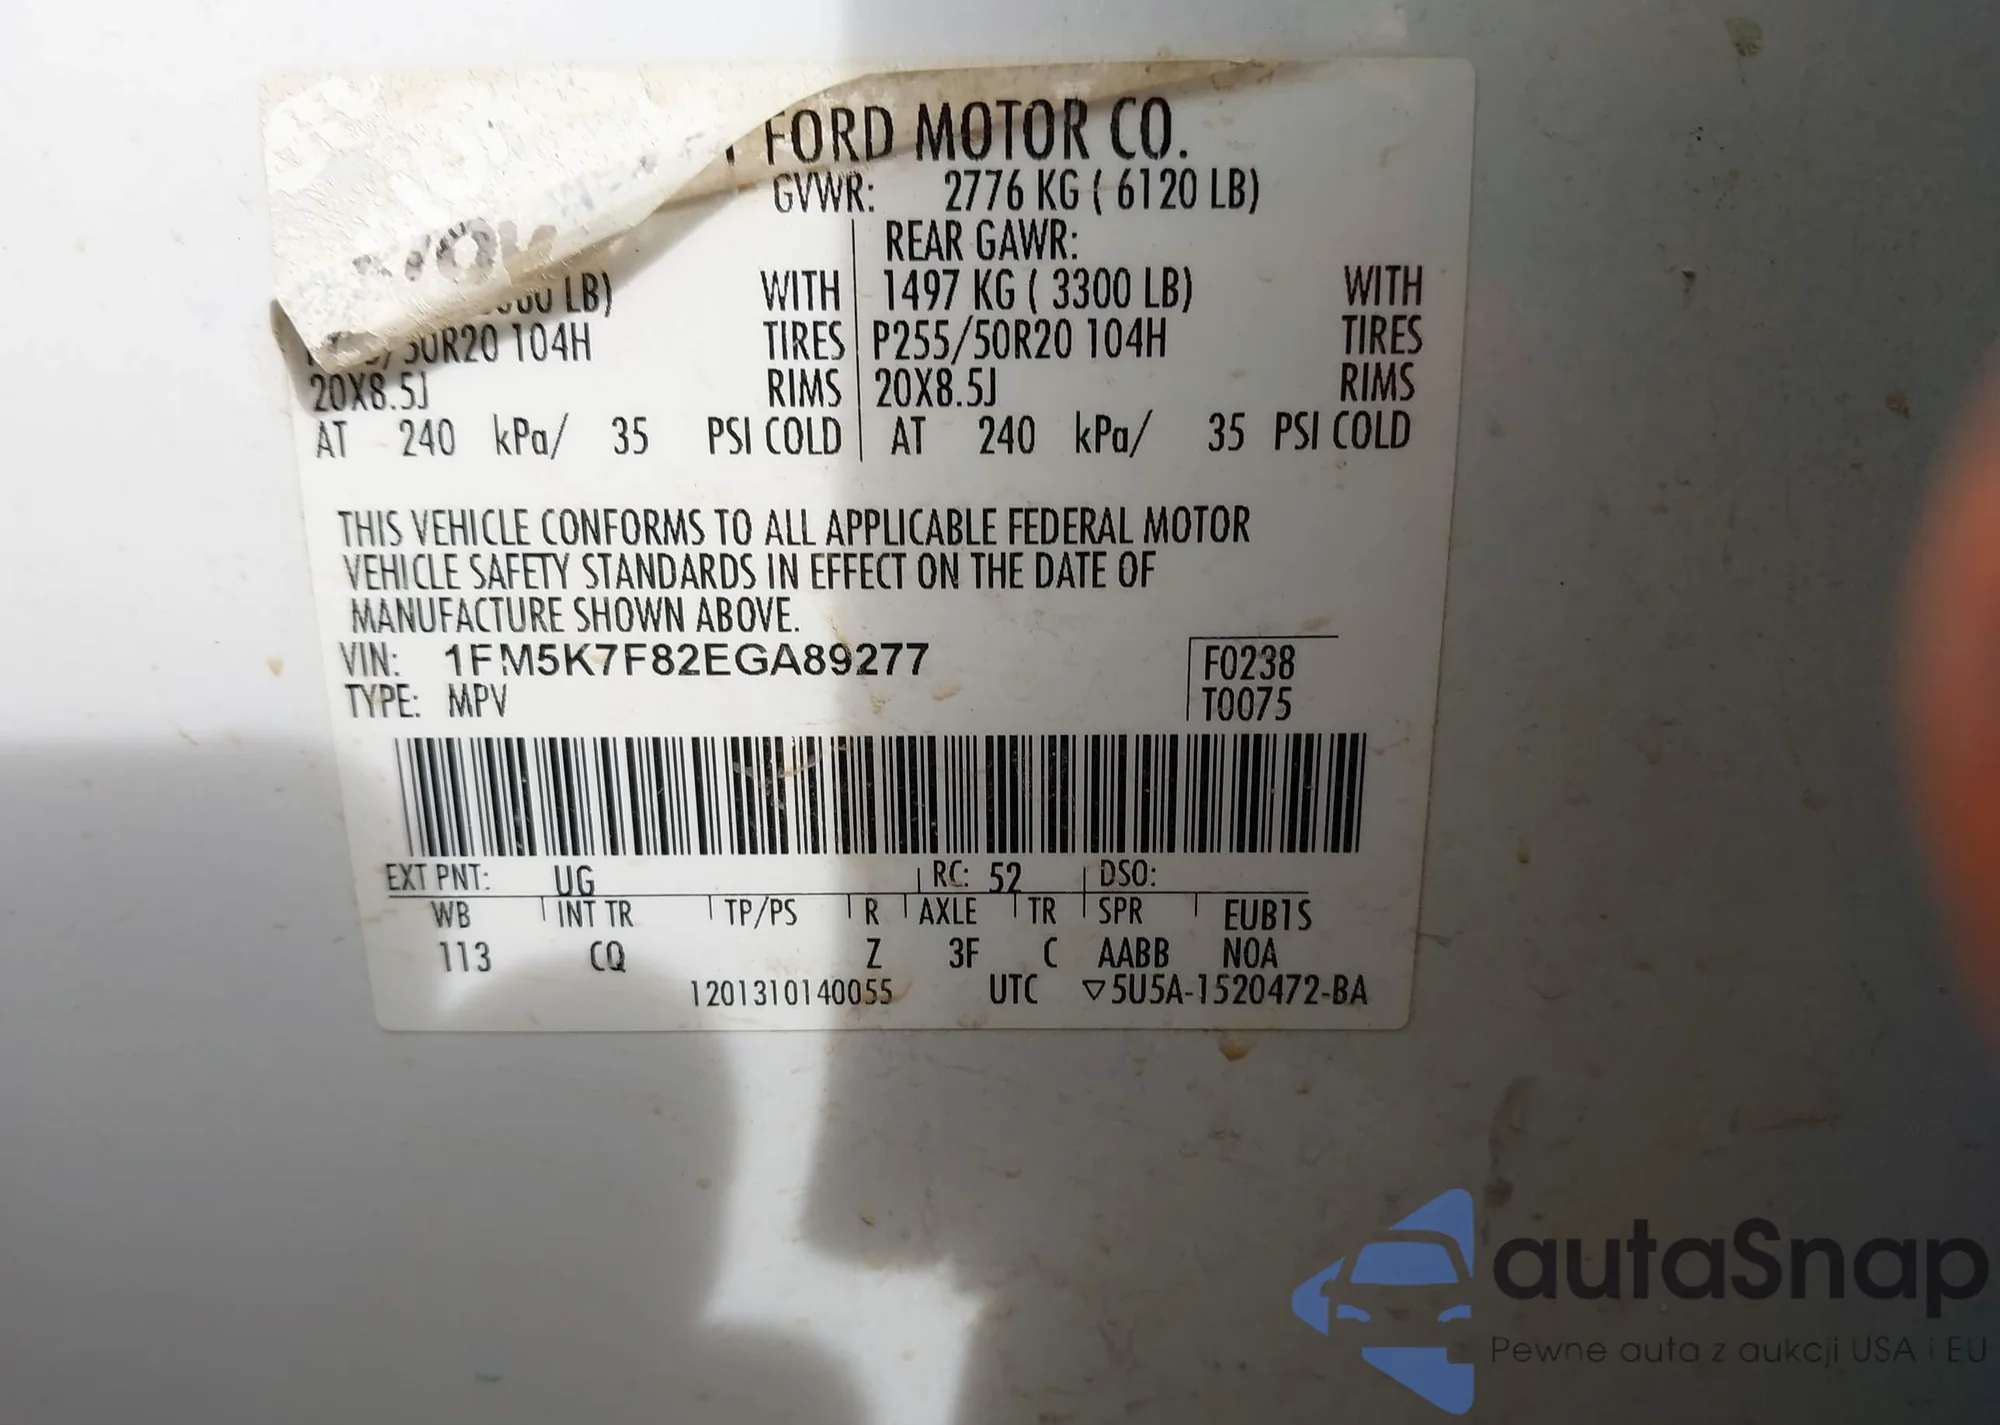 FORD MOTOR CO.
GVWR: 2776 KG ( 6120 LB)
REAR GAWR:
LB) WITH 1497 KG ( 3300 LB) WITH
104H TIRES P255/50R20 104H TIRES
20X8.5J RIMS 20X8.5J RIMS
AT 240 kPa/ 35 PSI COLD AT 240 kPa/ 35 PSI COLD
THIS VEHICLE CONFORMS TO ALL APPLICABLE FEDERAL MOTOR
VEHICLE SAFETY STANDARDS IN EFFECT ON THE DATE OF
MANUFACTURE SHOWN ABOVE.
VIN: 1FM5K7F82EGA89277 F0238
TYPE: MPV T0075
EXT PNT: UG RC: 52 DSO:
WB INT TR TP/PS R AXLE TR SPR EUB1S
113 CQ Z 3F C AABB N0A
1201310140055 UTC ▽5U5A-1520472-BA
autaSnap
Pewne auta z aukcji USA i EU